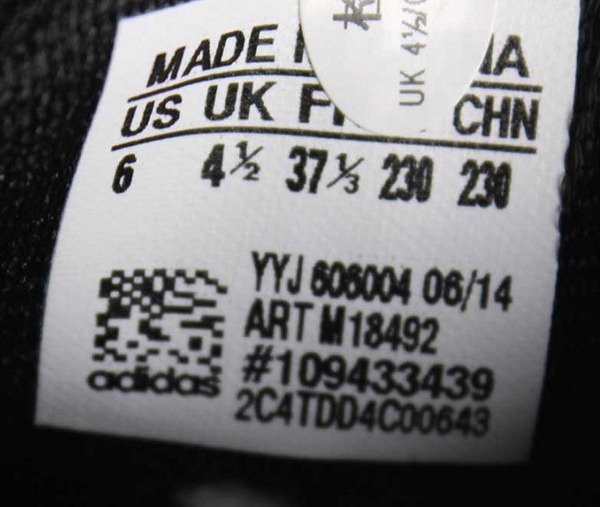 MADE
US UK CHN
6 4½ 37⅓ 230 230
UK 4½
YYJ 606004 06/14
ART M18492
#109433439
2C4TDD4C00643
adidas